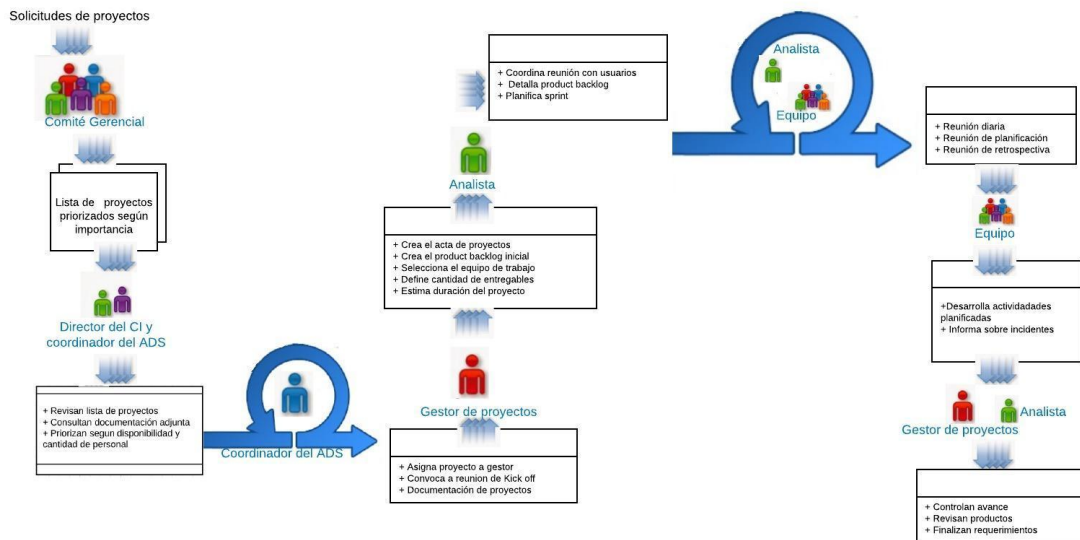 Solicitudes de proyectos
Comité Gerencial
Lista de proyectos
priorizados según
importancia
Director del CI y
coordinador del ADS
+ Revisan lista de proyectos
+ Consultan documentación adjunta
+ Priorizan segun disponibilidad y
cantidad de personal
Coordinador del ADS
+ Asigna proyecto a gestor
+ Convoca a reunion de Kick off
+ Documentación de proyectos
Gestor de proyectos
+ Crea el acta de proyectos
+ Crea el product backlog inicial
+ Selecciona el equipo de trabajo
+ Define cantidad de entregables
+ Estima duración del proyecto
Analista
+ Coordina reunión con usuarios
+ Detalla product backlog
+ Planifica sprint
Analista
Equipo
+ Reunión diaria
+ Reunión de planificación
+ Reunión de retrospectiva
Equipo
+Desarrolla actividadades
planificadas
+ Informa sobre incidentes
Analista
Gestor de proyectos
+ Controlan avance
+ Revisan productos
+ Finalizan requerimientos